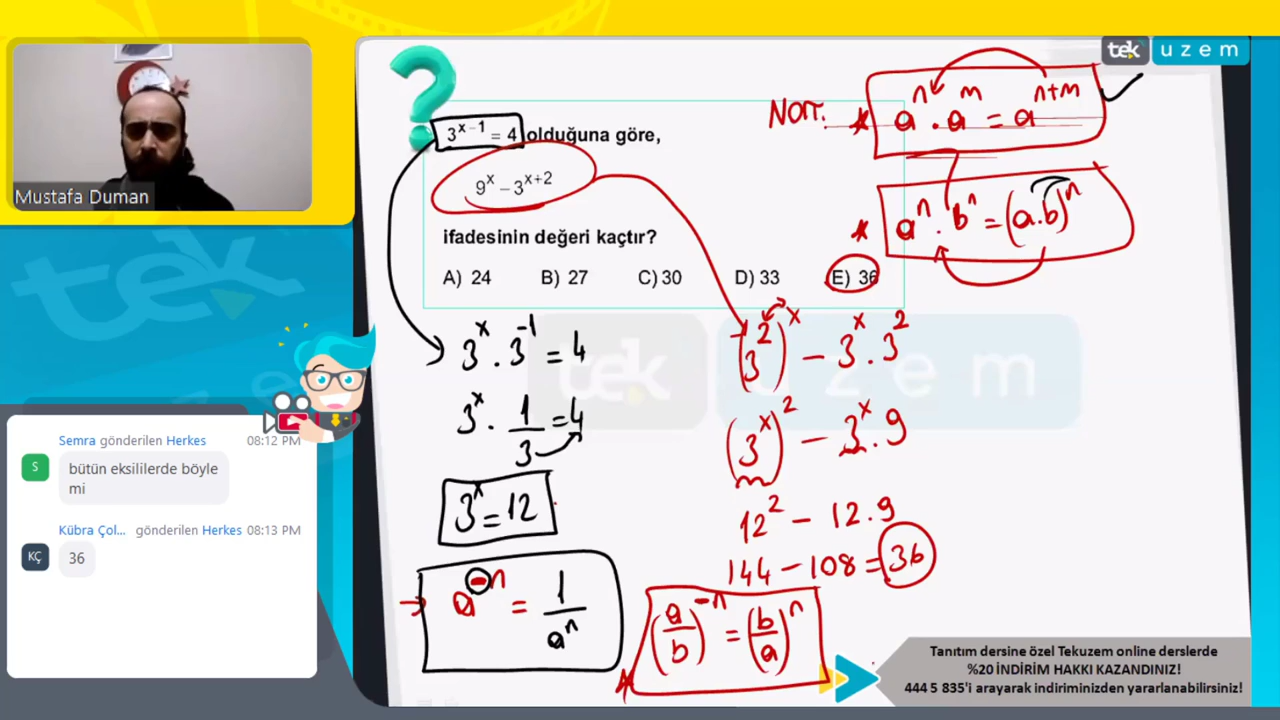 tek uzem
Mustafa Duman
3^{x-1} = 4 olduğuna göre,
9^x − 3^{x+2}
ifadesinin değeri kaçtır?
A) 24 B) 27 C) 30 D) 33 E) 36
Not:
* a^n . a^m = a^{n+m}
* a^n . b^n = (a.b)^n
3^x . 3^{-1} = 4
3^x . 1/3 = 4
3^x = 12
→ a^{-n} = 1/a^n
(3^2)^x − 3^x . 3^2
(3^x)^2 − 3^x . 9
12^2 − 12.9
144 − 108 = 36
* (a/b)^{-n} = (b/a)^n
Semra gönderilen Herkes 08:12 PM
S
bütün eksililerde böyle
mi
Kübra Çol... gönderilen Herkes 08:13 PM
KÇ
36
tek
tek uzem
Tanıtım dersine özel Tekuzem online derslerde
%20 İNDİRİM HAKKI KAZANDINIZ!
444 5 835'i arayarak indiriminizden yararlanabilirsiniz!